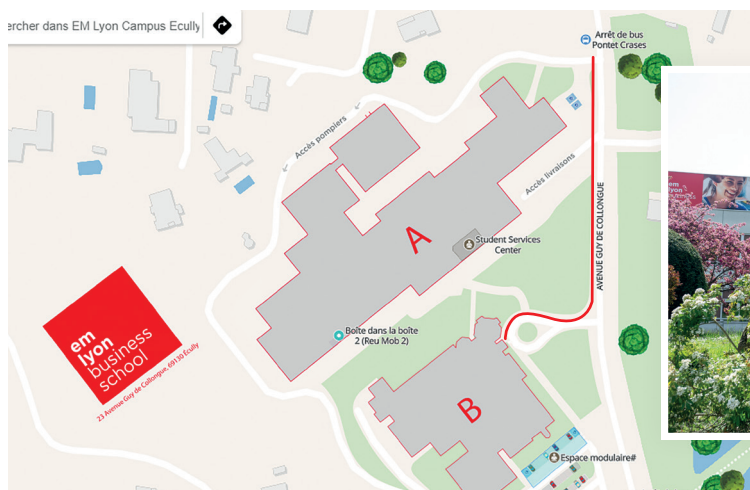 ercher dans EM Lyon Campus Ecully
Arrêt de bus
Pontet Crases
Accès pompiers
Accès livraisons
AVENUE GUY DE COLLONGUE
A
Student Services
Center
Boîte dans la boîte
2 (Reu Mob 2)
em
lyon
business
school
23 Avenue Guy de Collongue, 69130 Écully
B
Espace modulaire#
em
lyon